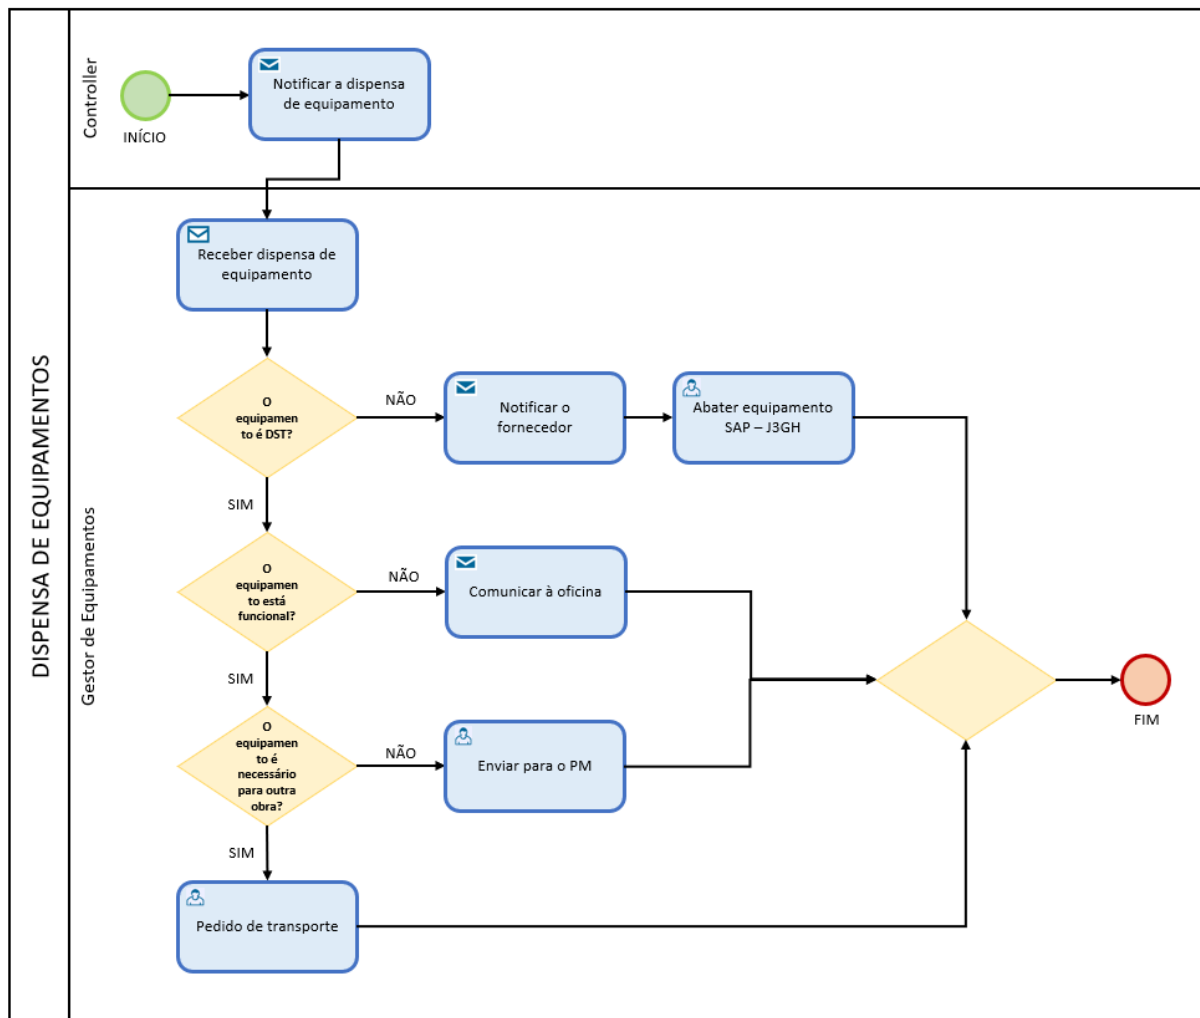 DISPENSA DE EQUIPAMENTOS
Controller
INÍCIO
Notificar a dispensa
de equipamento
Gestor de Equipamentos
Receber dispensa de
equipamento
O
equipamen
to é DST?
NÃO
Notificar o
fornecedor
Abater equipamento
SAP – J3GH
SIM
O
equipamen
to está
funcional?
NÃO
Comunicar à oficina
SIM
O
equipamen
to é
necessário
para outra
obra?
NÃO
Enviar para o PM
FIM
SIM
Pedido de transporte